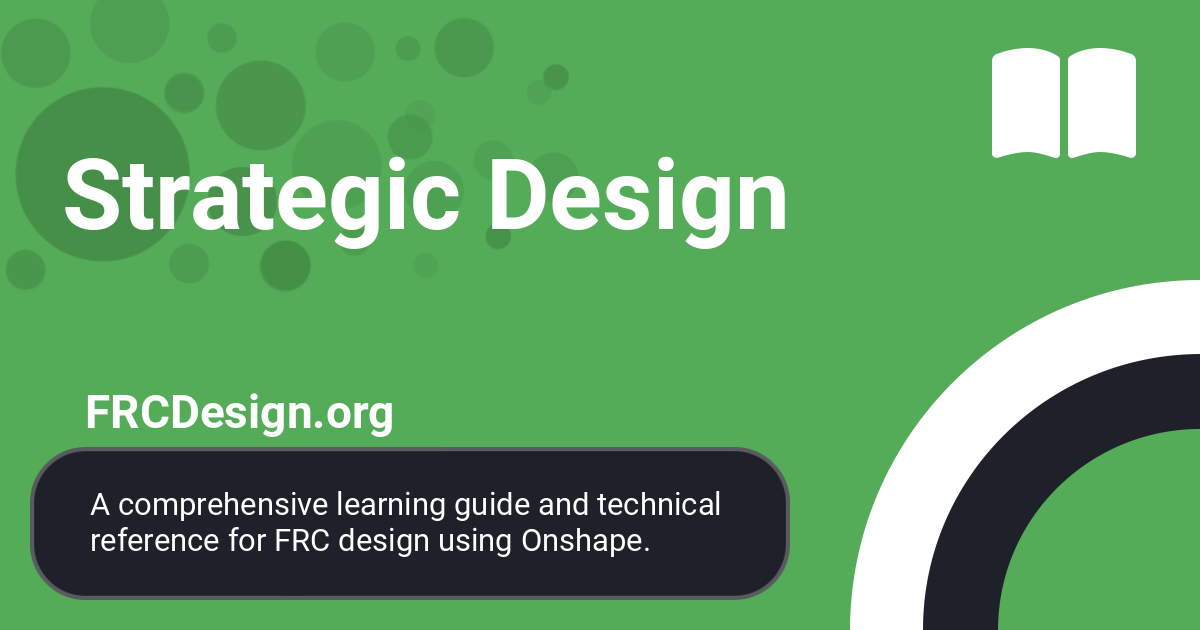 Strategic Design
FRCDesign.org
A comprehensive learning guide and technical
reference for FRC design using Onshape.